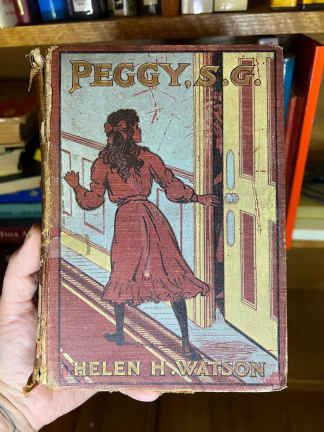 PEGGY, S.G.
HELEN H. WATSON